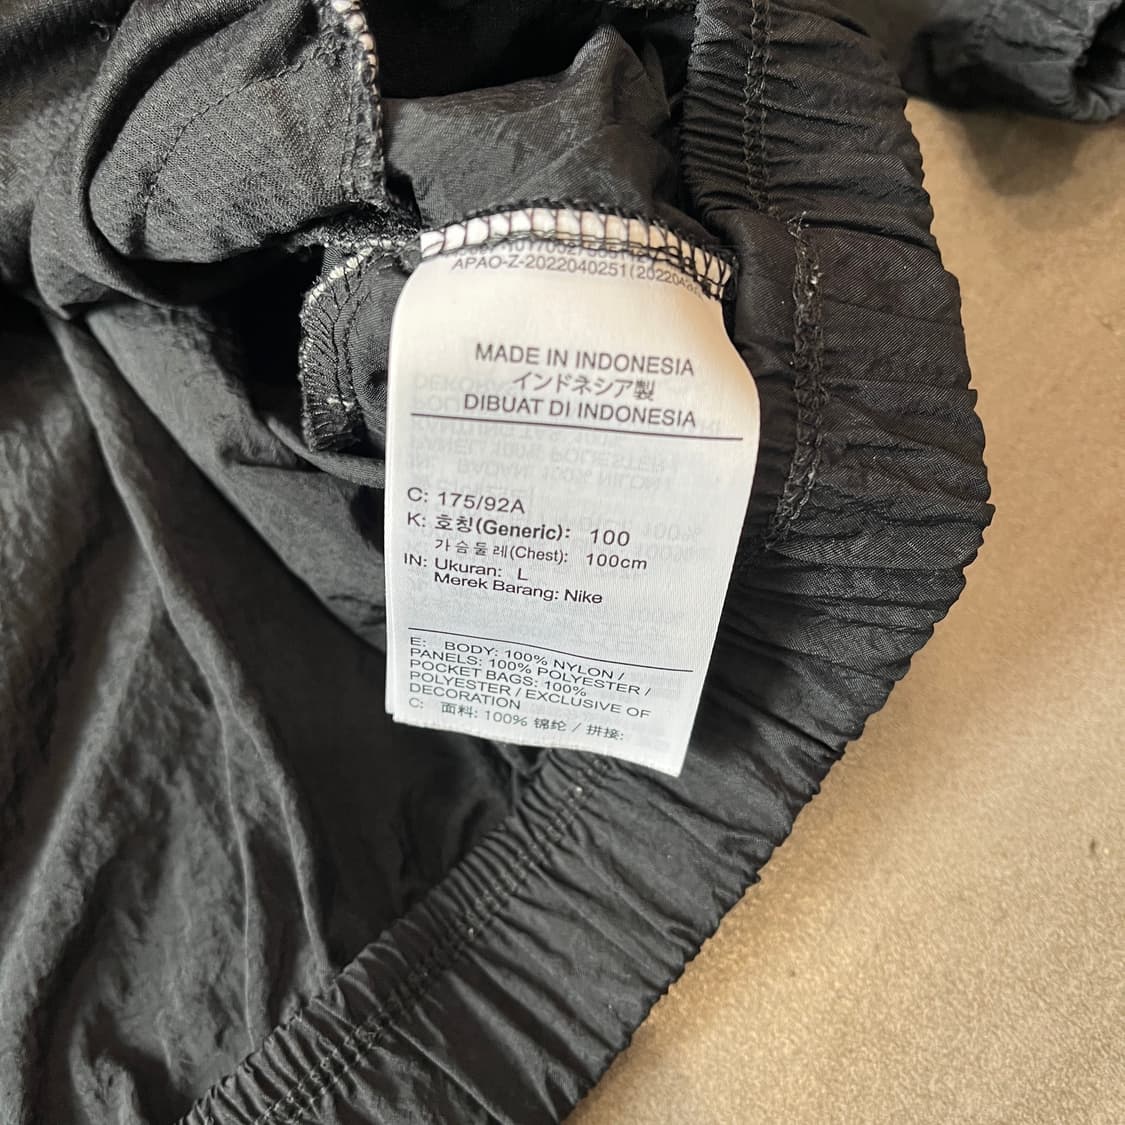 APAO-Z-2022040251(2022
MADE IN INDONESIA
インドネシア製
DIBUAT DI INDONESIA
C: 175/92A
K: 호칭(Generic): 100
가슴둘레(Chest): 100cm
IN: Ukuran: L
Merek Barang: Nike
E: BODY: 100% NYLON /
PANELS: 100% POLYESTER /
POCKET BAGS: 100%
POLYESTER / EXCLUSIVE OF
DECORATION
C: 面料: 100% 锦纶 / 拼接: